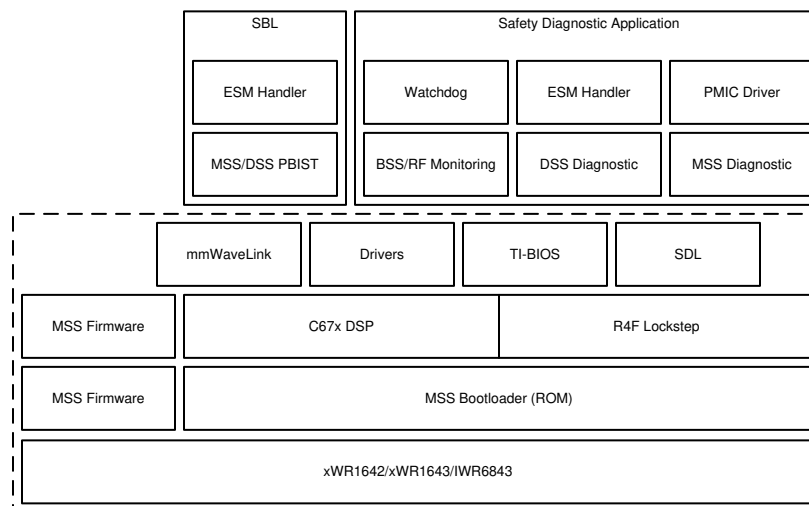 SBL
Safety Diagnostic Application
ESM Handler
Watchdog
ESM Handler
PMIC Driver
MSS/DSS PBIST
BSS/RF Monitoring
DSS Diagnostic
MSS Diagnostic
mmWaveLink
Drivers
TI-BIOS
SDL
MSS Firmware
C67x DSP
R4F Lockstep
MSS Firmware
MSS Bootloader (ROM)
xWR1642/xWR1643/IWR6843